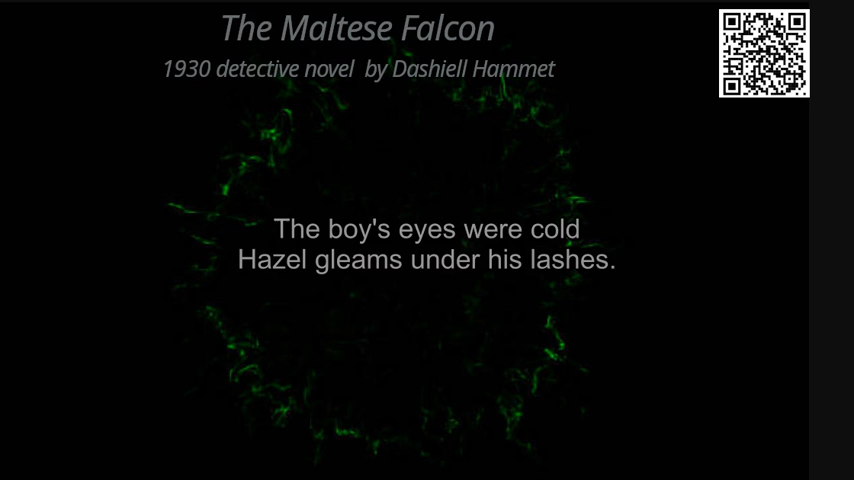 The Maltese Falcon
1930 detective novel by Dashiell Hammet
The boy's eyes were cold
Hazel gleams under his lashes.